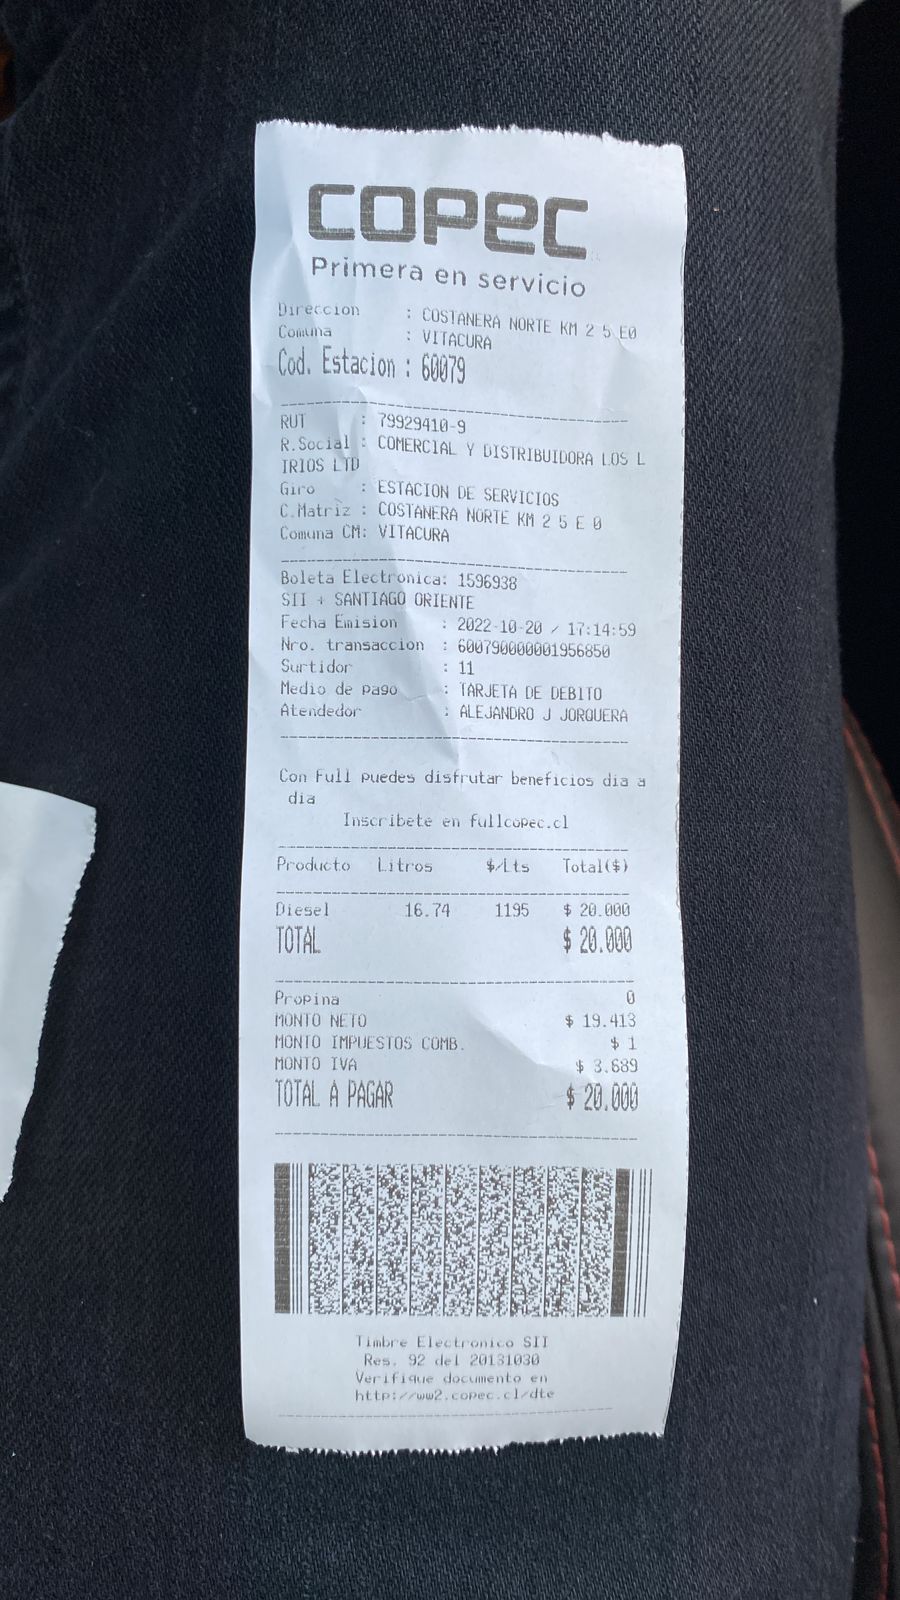 COPEC
Primera en servicio
Direccion : COSTANERA NORTE KM 2 5 E0
Comuna : VITACURA
Cod. Estacion : 60079
RUT : 79929410-9
R.Social : COMERCIAL Y DISTRIBUIDORA LOS L
IRIOS LTD
Giro : ESTACION DE SERVICIOS
C.Matriz : COSTANERA NORTE KM 2 5 E 0
Comuna CM: VITACURA
Boleta Electronica: 1596938
SII + SANTIAGO ORIENTE
Fecha Emision : 2022-10-20 / 17:14:59
Nro. transaccion : 600790000001956850
Surtidor : 11
Medio de pago : TARJETA DE DEBITO
Atendedor : ALEJANDRO J JORQUERA
Con Full puedes disfrutar beneficios dia a
dia
Inscribete en fullcopec.cl
Producto Litros $/Lts Total($)
Diesel 16.74 1195 $ 20.000
TOTAL $ 20.000
Propina 0
MONTO NETO $ 19.413
MONTO IMPUESTOS COMB. $ 1
MONTO IVA $ 3.689
TOTAL A PAGAR $ 20.000
Timbre Electronico SII
Res. 92 del 20131030
Verifique documento en
http://ww2.copec.cl/dte